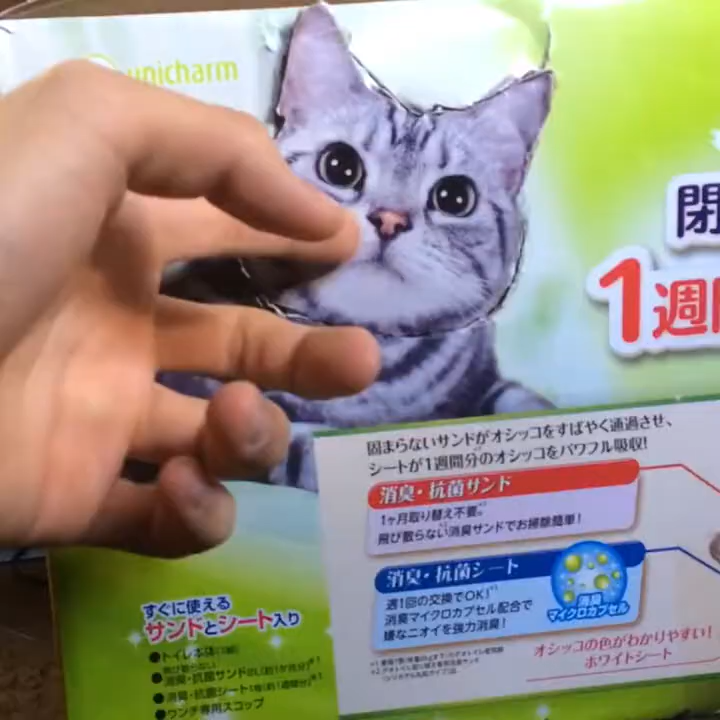 unicharm
閉
1週間
固まらないサンドがオシッコをすばやく通過させ、
シートが1週間分のオシッコをパワフル吸収!
消臭・抗菌サンド
1ヶ月取り替え不要。
飛び散らない消臭サンドでお掃除簡単!
消臭・抗菌シート
週1回の交換でOK!
消臭マイクロカプセル配合で
嫌なニオイを強力消臭!
消臭
マイクロカプセル
オシッコの色がわかりやすい!
ホワイトシート
すぐに使える
サンドとシート入り
●トイレ本体
飛び散らない
●消臭・抗菌サンド
●消臭・抗菌シート
●ウンチ専用スコップ